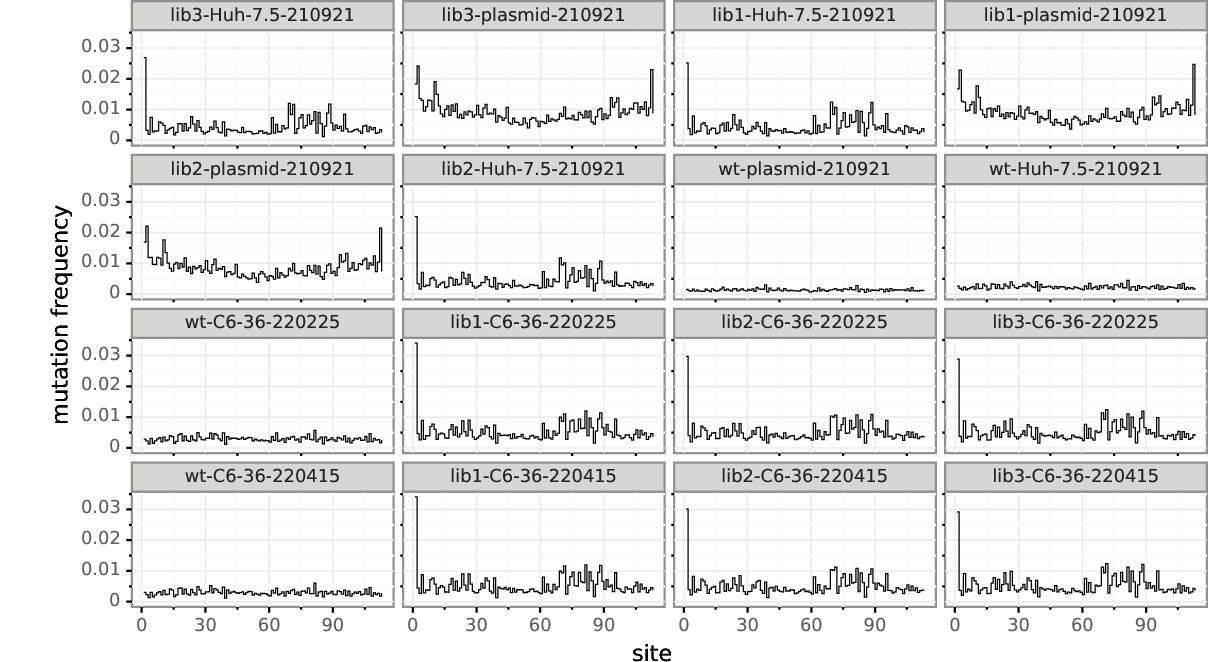 lib3-Huh-7.5-210921 lib3-plasmid-210921 lib1-Huh-7.5-210921 lib1-plasmid-210921
0.03
0.02
0.01
0
lib2-plasmid-210921 lib2-Huh-7.5-210921 wt-plasmid-210921 wt-Huh-7.5-210921
0.03
0.02
0.01
0
mutation frequency
wt-C6-36-220225 lib1-C6-36-220225 lib2-C6-36-220225 lib3-C6-36-220225
0.03
0.02
0.01
0
wt-C6-36-220415 lib1-C6-36-220415 lib2-C6-36-220415 lib3-C6-36-220415
0.03
0.02
0.01
0
0 30 60 90 0 30 60 90 0 30 60 90 0 30 60 90
site